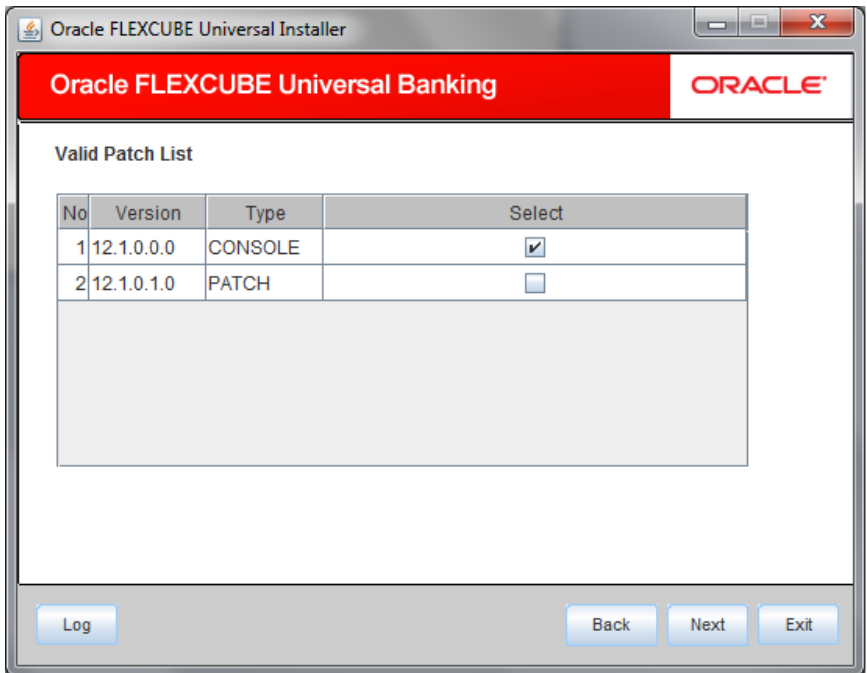 Oracle FLEXCUBE Universal Installer
Oracle FLEXCUBE Universal Banking
ORACLE
Valid Patch List
No Version Type Select
1 12.1.0.0.0 CONSOLE
2 12.1.0.1.0 PATCH
Log Back Next Exit